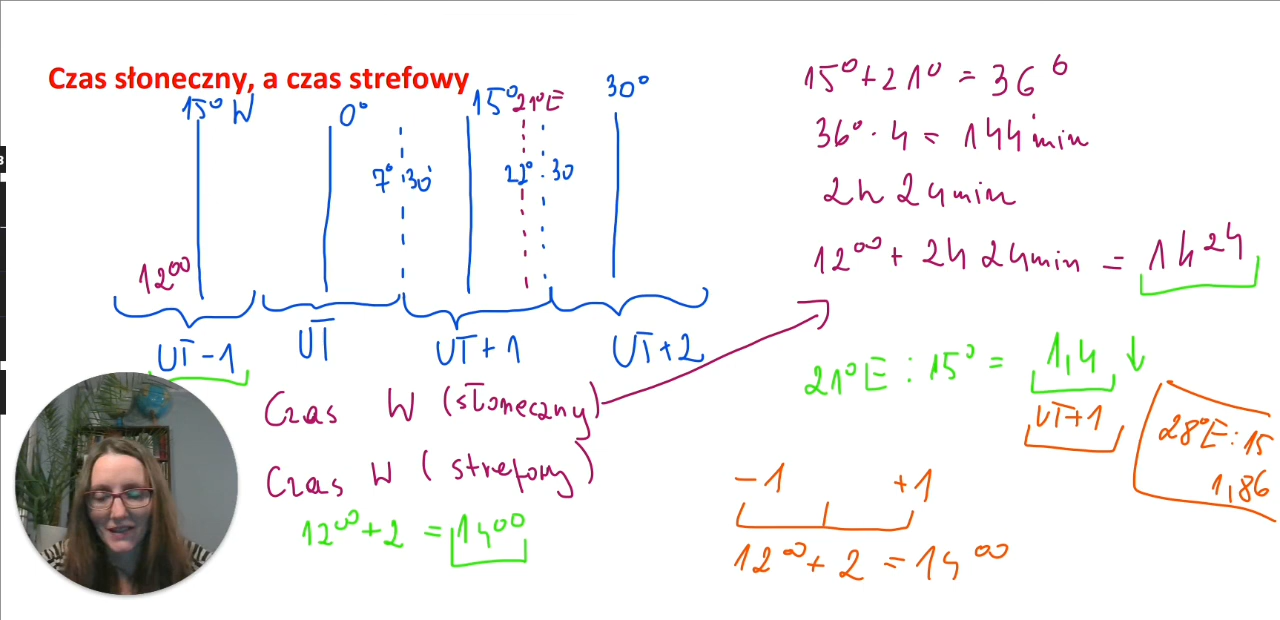 Czas słoneczny, a czas strefowy
15° W
0°
15°
21°E
30°
7° 30'
22° 30
12⁰⁰
UT-1
UT
UT+1
UT+2
Czas W (słoneczny)
Czas W (strefowy)
12⁰⁰+2 = 14⁰⁰
15°+21° = 36°
36°·4 = 144min
2h 24min
12⁰⁰ + 2h 24min = 14²⁴
21°E : 15° = 1,4 ↓
UT+1
28°E:15
1,86
-1 +1
12⁰⁰ + 2 = 14⁰⁰